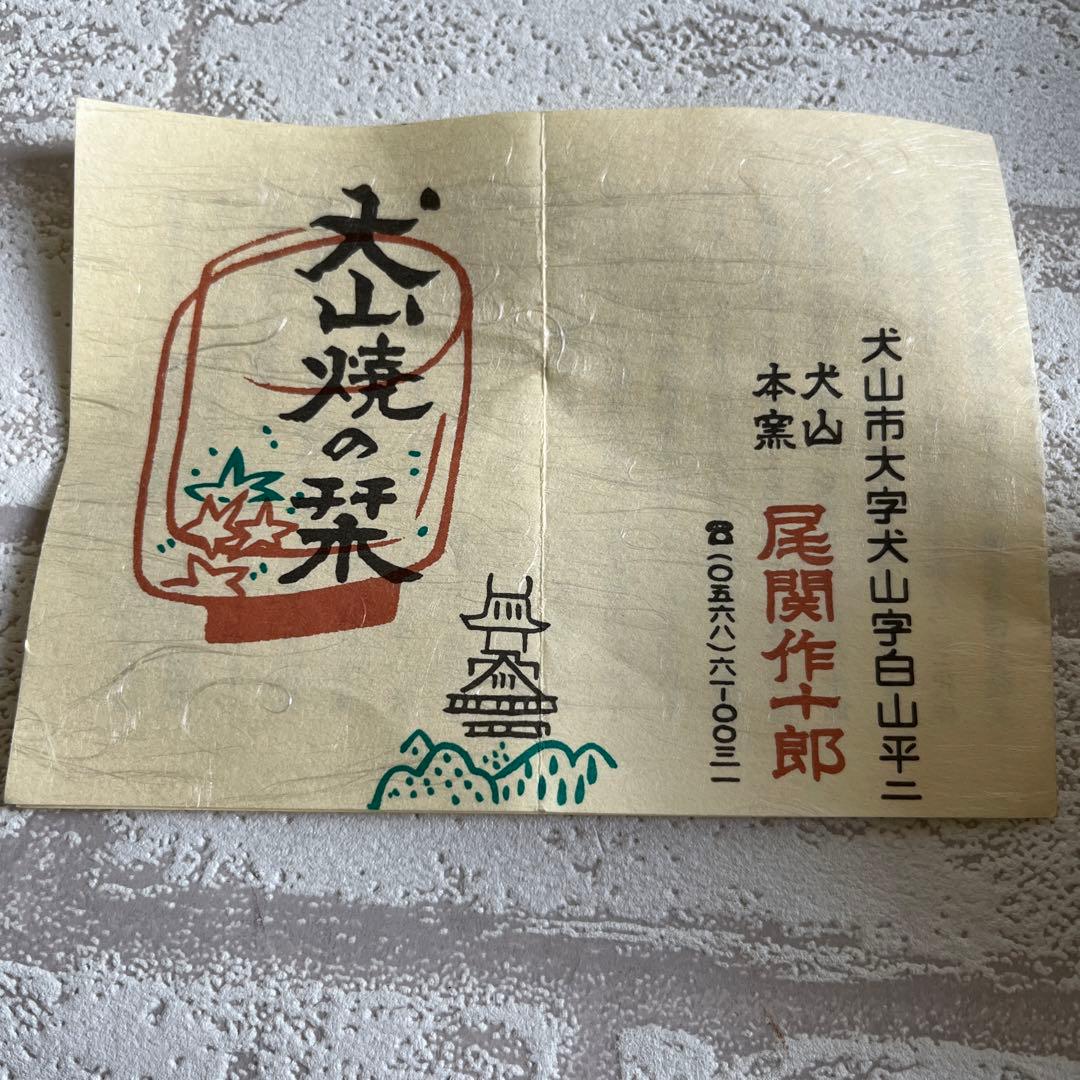 犬山市大字犬山字白山平二
犬山
本窯
尾関作十郎
☎(〇五六八)六一-〇〇三二
犬山焼の栞